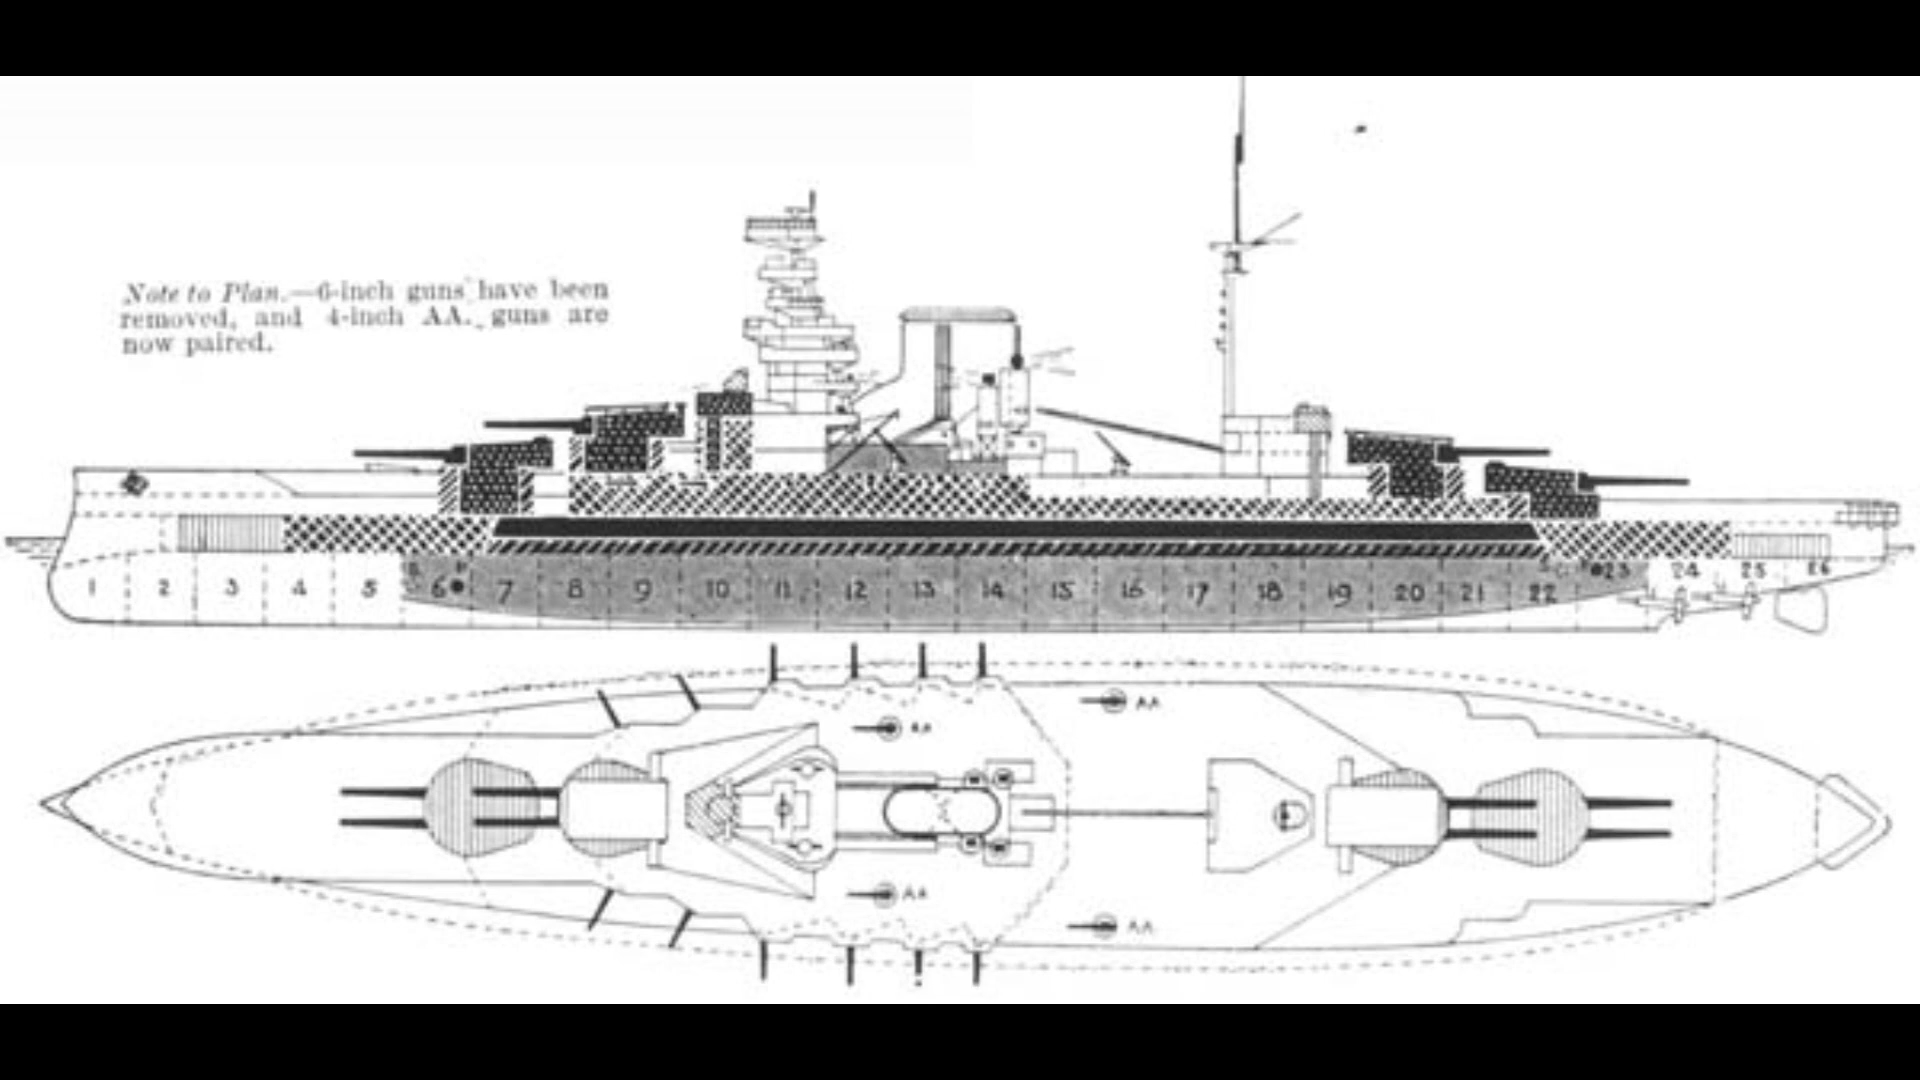 Note to Plan.—6-inch guns have been
removed, and 4-inch AA. guns are
now paired.
1 2 3 4 5 6 7 8 9 10 11 12 13 14 15 16 17 18 19 20 21 22 23 24 25 26
AA
AA
AA
AA